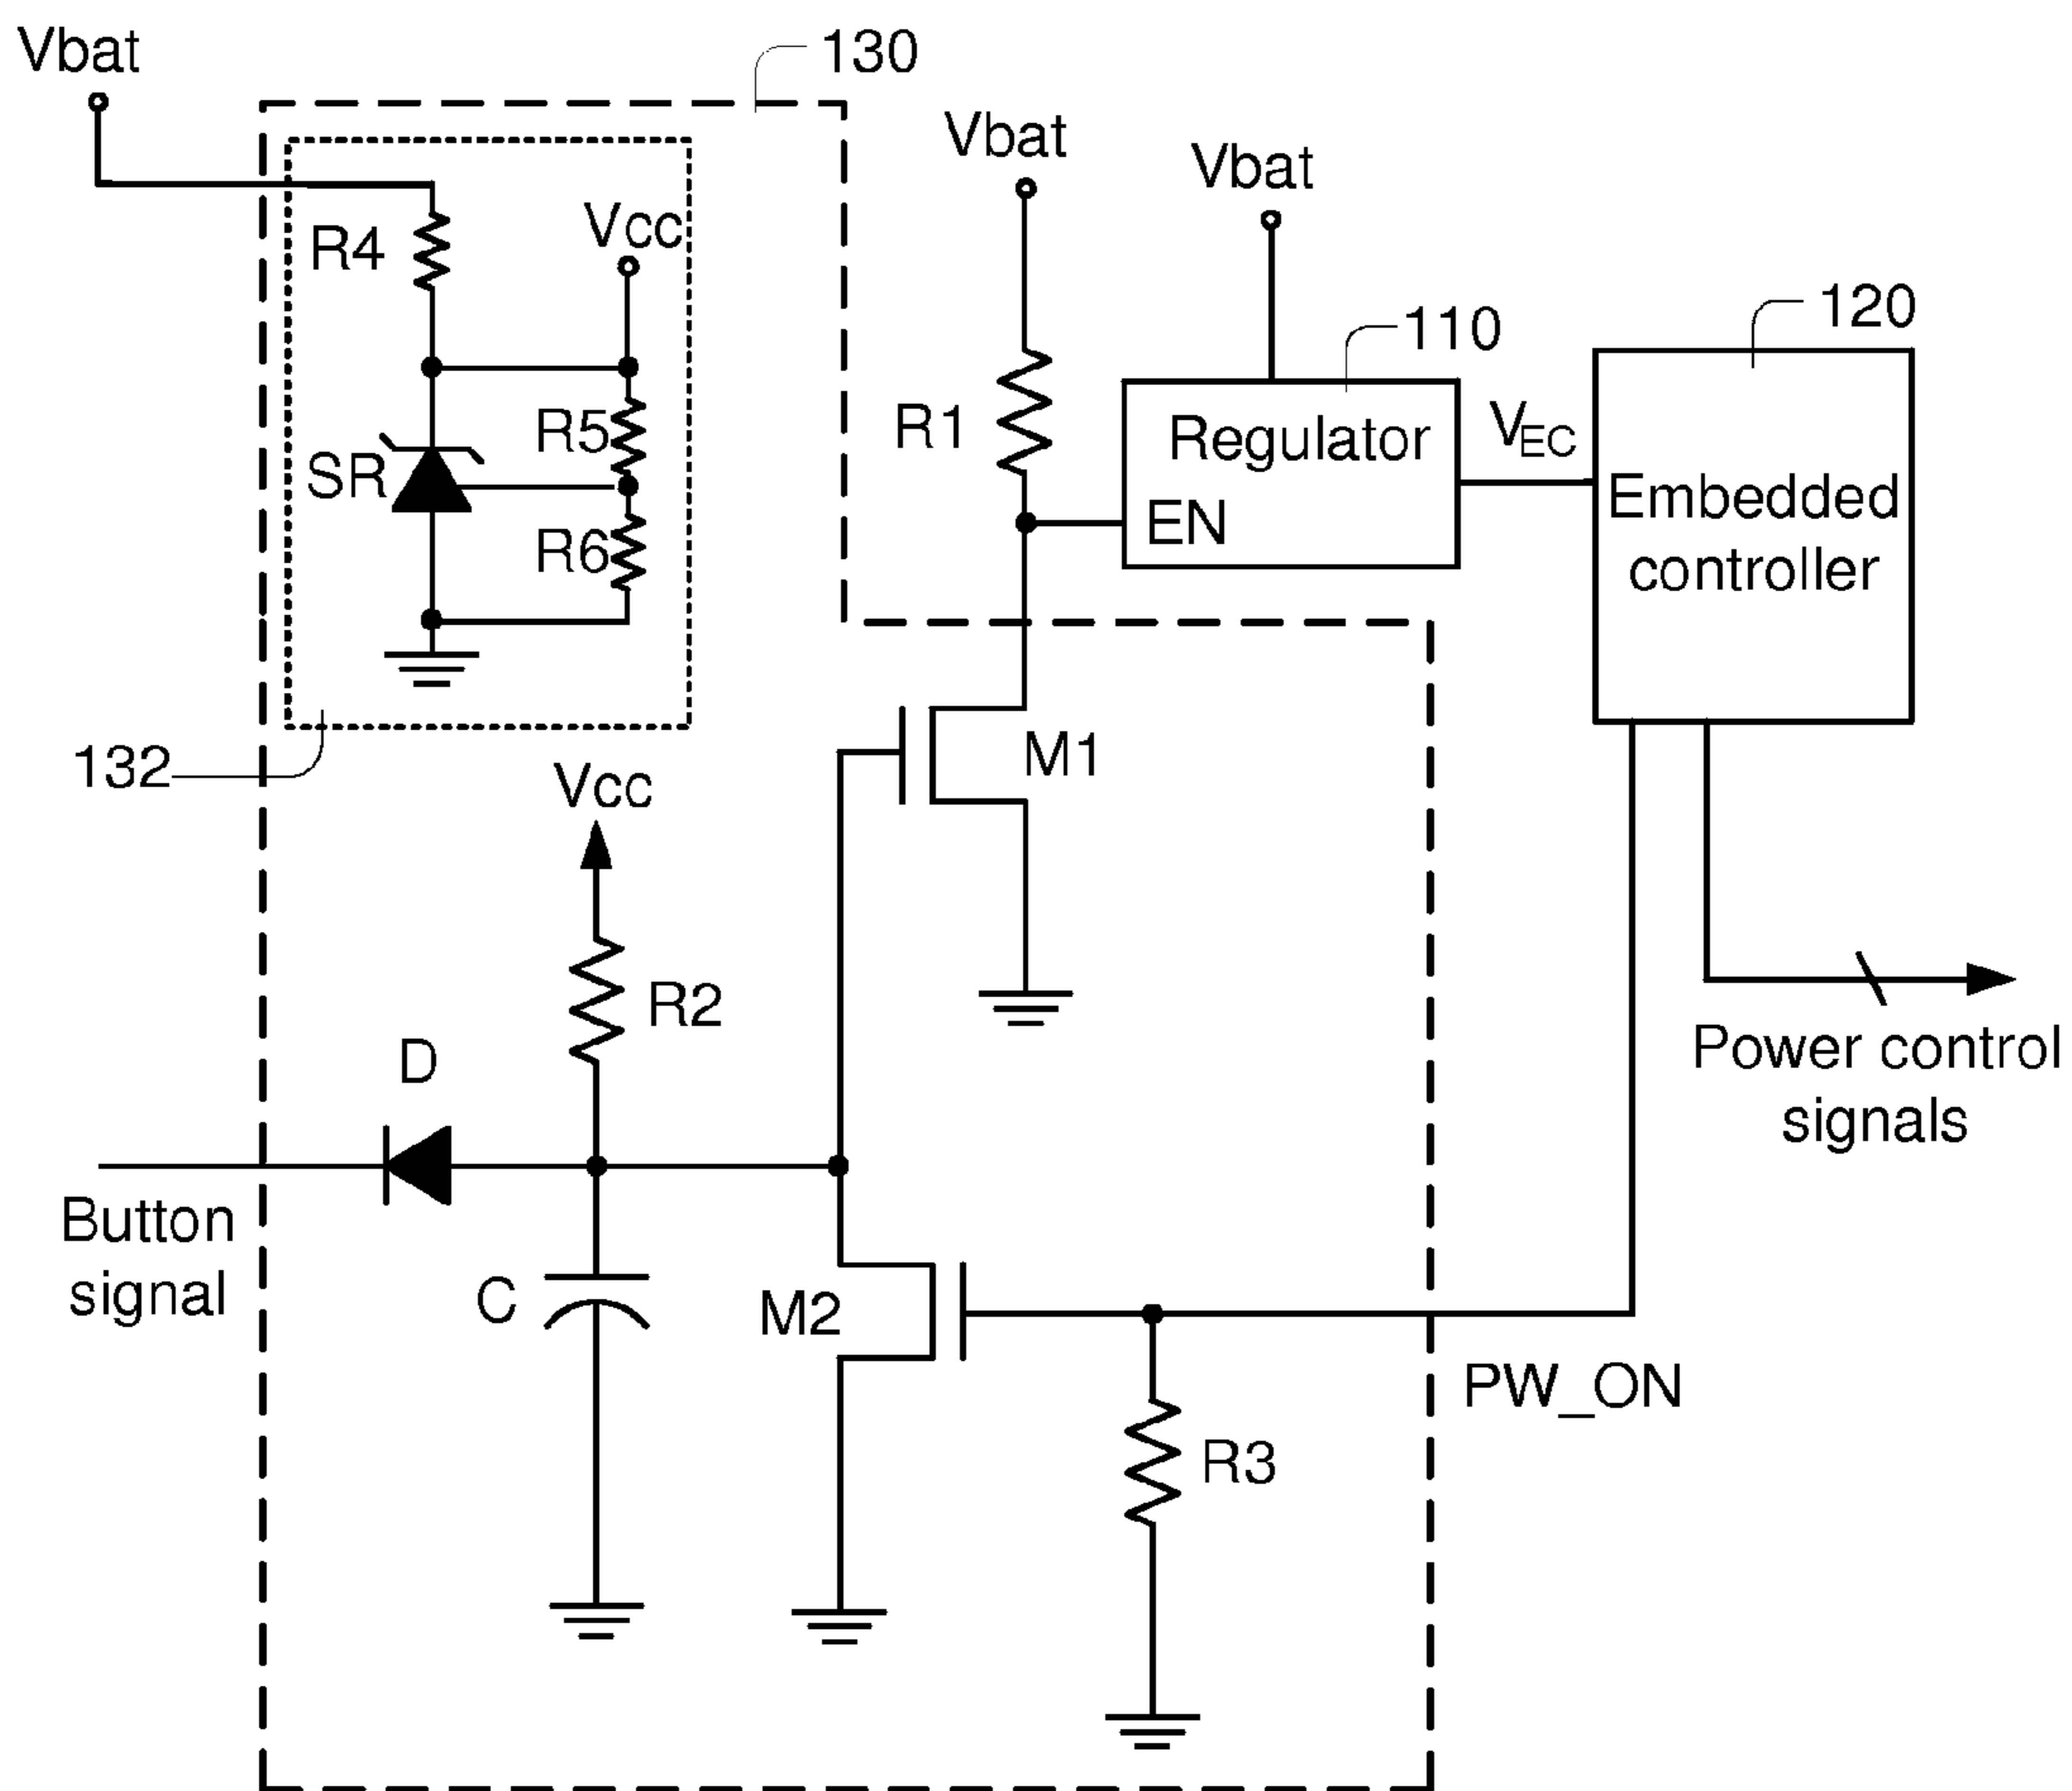 Vbat
130
Vbat
Vbat
R4
Vcc
110
120
R1
R5
Regulator
VEC
SR
EN
Embedded
controller
R6
132
M1
Vcc
R2
D
Power control
signals
Button
signal
C
M2
PW_ON
R3